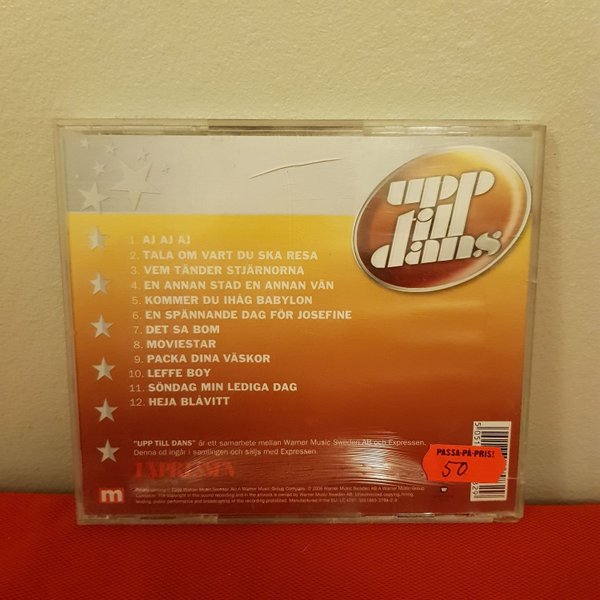 upp
till
dans
1. AJ AJ AJ
2. TALA OM VART DU SKA RESA
3. VEM TÄNDER STJÄRNORNA
4. EN ANNAN STAD EN ANNAN VÄN
5. KOMMER DU IHÅG BABYLON
6. EN SPÄNNANDE DAG FÖR JOSEFINE
7. DET SA BOM
8. MOVIESTAR
9. PACKA DINA VÄSKOR
10. LEFFE BOY
11. SÖNDAG MIN LEDIGA DAG
12. HEJA BLÅVITT
"UPP TILL DANS" är ett samarbete mellan Warner Music Sweden AB och Expressen.
Denna cd ingår i samlingen och säljs med Expressen.
EXPRESSEN
PASSA-PÅ-PRIS!
50
m